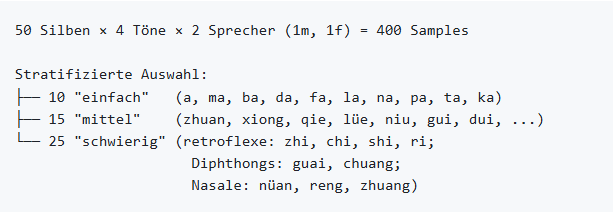 50 Silben × 4 Töne × 2 Sprecher (1m, 1f) = 400 Samples
Stratifizierte Auswahl:
├── 10 "einfach" (a, ma, ba, da, fa, la, na, pa, ta, ka)
├── 15 "mittel" (zhuan, xiong, qie, lüe, niu, gui, dui, ...)
└── 25 "schwierig" (retroflexe: zhi, chi, shi, ri;
Diphthongs: guai, chuang;
Nasale: nüan, reng, zhuang)